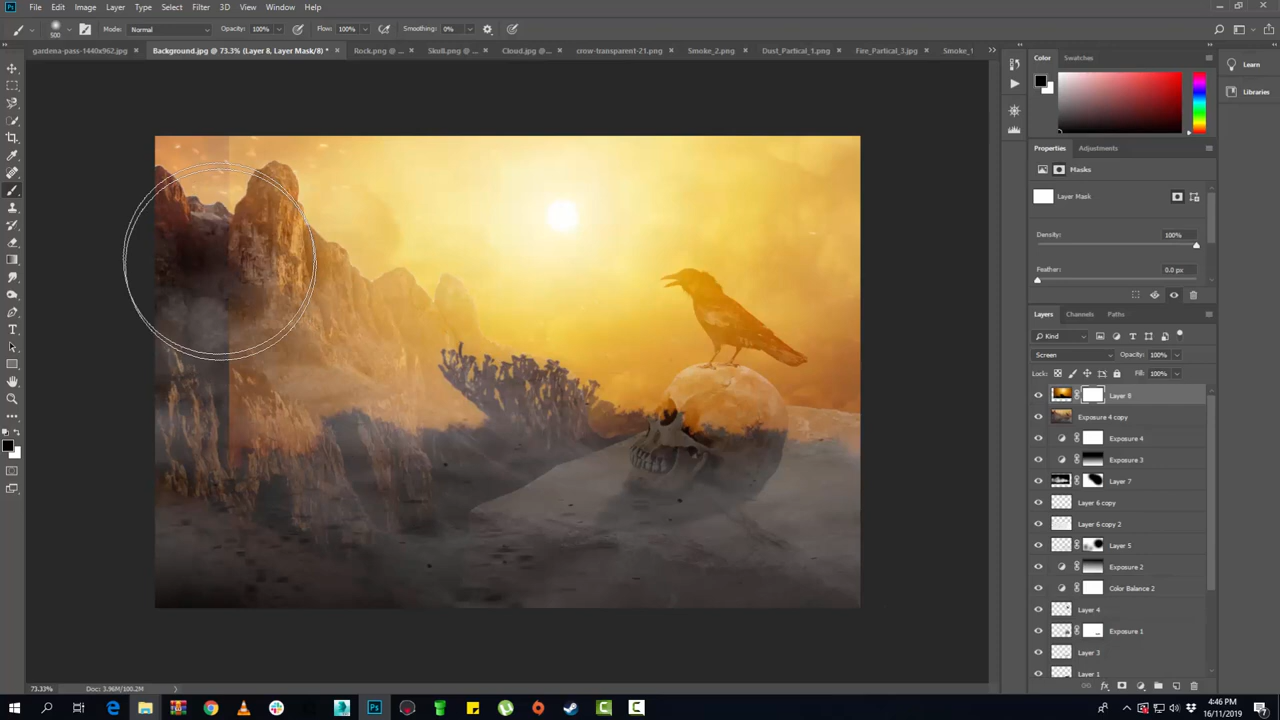 Ps File Edit Image Layer Type Select Filter 3D View Window Help
500 Mode: Normal Opacity: 100% Flow: 100% Smoothing: 0%
gardena-pass-1440x962.jpg × Background.jpg @ 73.3% (Layer 8, Layer Mask/8) * × Rock.png @ ... × Skull.png @ ... × Cloud.jpg @ ... × crow-transparent-21.png × Smoke_2.png × Dust_Partical_1.png × Fire_Partical_3.jpg × Smoke_1
Color Swatches
Learn
Libraries
Properties Adjustments
Masks
Layer Mask
Density: 100%
Feather: 0.0 px
Layers Channels Paths
Kind
Screen Opacity: 100%
Lock: Fill: 100%
Layer 8
Exposure 4 copy
Exposure 4
Exposure 3
Layer 7
Layer 6 copy
Layer 6 copy 2
Layer 5
Exposure 2
Color Balance 2
Layer 4
Exposure 1
Layer 3
Layer 1
73.33% Doc: 3.96M/100.2M
4:46 PM
16/11/2019